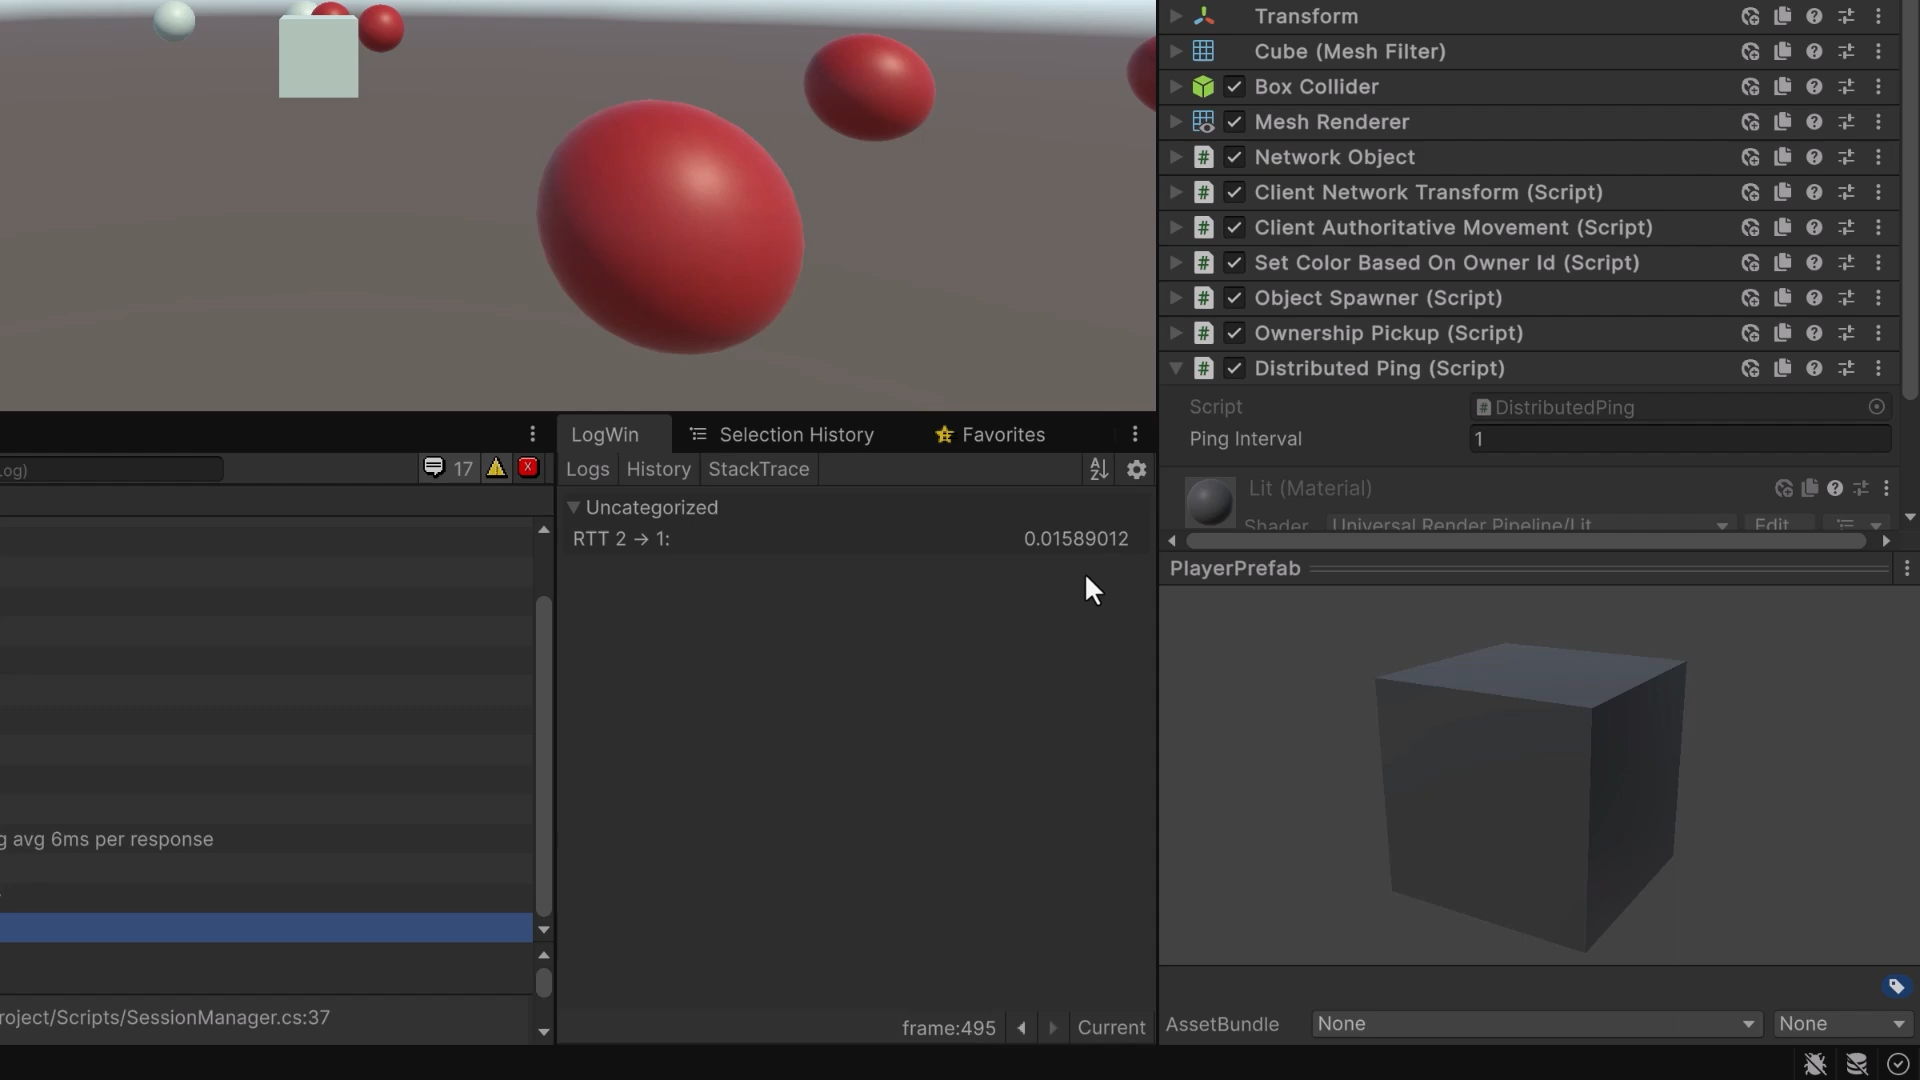 Transform
Cube (Mesh Filter)
Box Collider
Mesh Renderer
Network Object
Client Network Transform (Script)
Client Authoritative Movement (Script)
Set Color Based On Owner Id (Script)
Object Spawner (Script)
Ownership Pickup (Script)
Distributed Ping (Script)
Script DistributedPing
Ping Interval 1
Lit (Material)
Shader Universal Render Pipeline/Lit Edit
PlayerPrefab
AssetBundle None None
LogWin Selection History Favorites
Logs History StackTrace
Uncategorized
RTT 2 → 1: 0.01589012
frame:495 Current
og) 17
g avg 6ms per response
roject/Scripts/SessionManager.cs:37